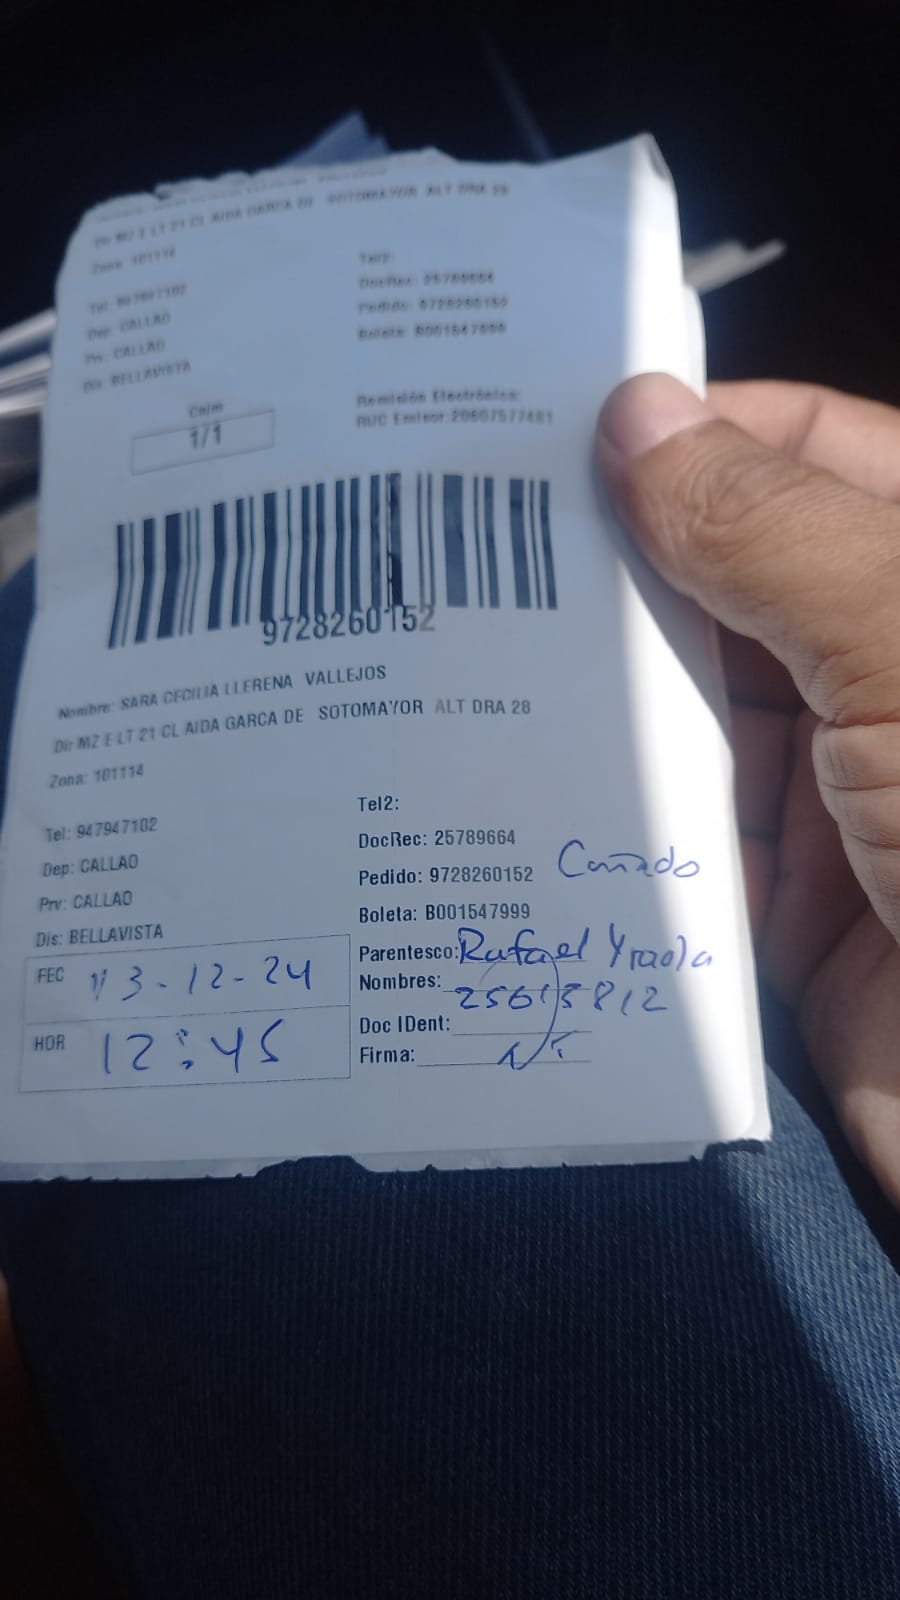 Dir MZ E LT 21 CL AIDA GARCA DE SOTOMAYOR ALT DRA 28
Zona: 101114
Tel: 947947102
Dep: CALLAO
Prv: CALLAO
Dis: BELLAVISTA
Tel2:
DocRec: 25789664
Pedido: 9728260152
Boleta: B001547999
1/1
Remisión Electrónica:
RUC Emisor:20607577481
9728260152
Nombre: SARA CECILIA LLERENA VALLEJOS
Dir MZ E LT 21 CL AIDA GARCA DE SOTOMAYOR ALT DRA 28
Zona: 101114
Tel: 947947102
Dep: CALLAO
Prv: CALLAO
Dis: BELLAVISTA
Tel2:
DocRec: 25789664
Pedido: 9728260152 Cuñado
Boleta: B001547999
Parentesco: Rafael Yraola
Nombres:
25615812
Doc IDent:
Firma:
FEC 13-12-24
HOR 12:45